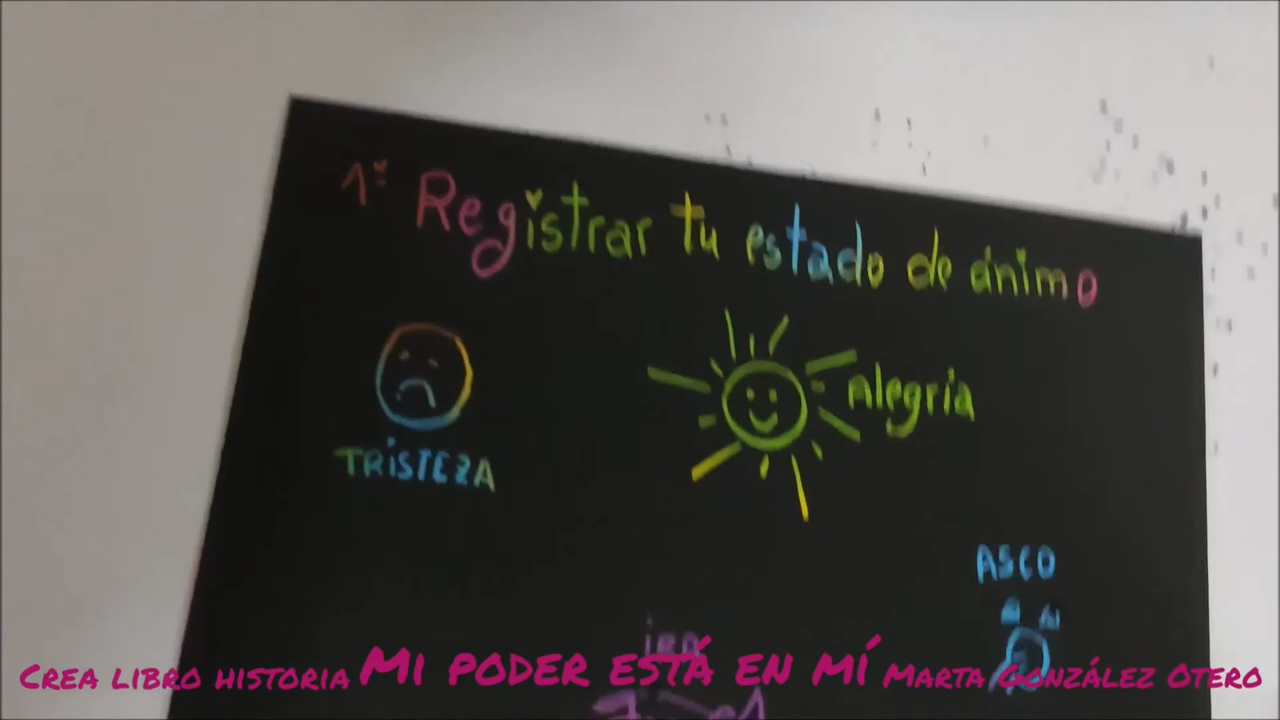 1º Registrar tu estado de ánimo
Alegría
TRISTEZA
ASCO
ira
Crea libro historia Mi poder está en mí Marta González Otero